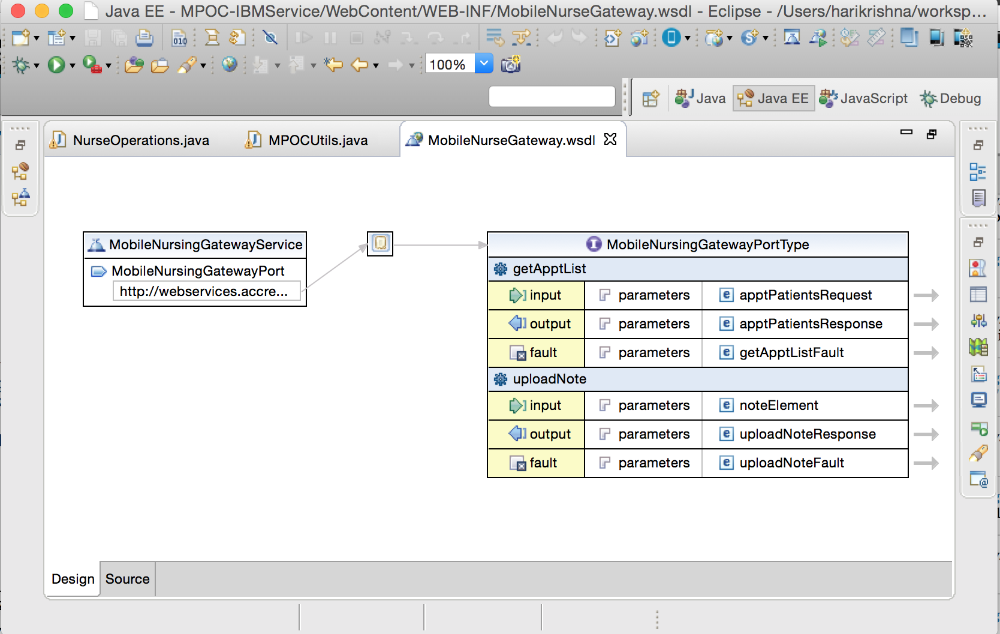 Java EE - MPOC-IBMService/WebContent/WEB-INF/MobileNurseGateway.wsdl - Eclipse - /Users/harikrishna/worksp...
010
100%
Java
Java EE
JavaScript
Debug
NurseOperations.java
MPOCUtils.java
MobileNurseGateway.wsdl
MobileNursingGatewayService
MobileNursingGatewayPort
http://webservices.accre...
MobileNursingGatewayPortType
getApptList
input parameters apptPatientsRequest
output parameters apptPatientsResponse
fault parameters getApptListFault
uploadNote
input parameters noteElement
output parameters uploadNoteResponse
fault parameters uploadNoteFault
Design Source